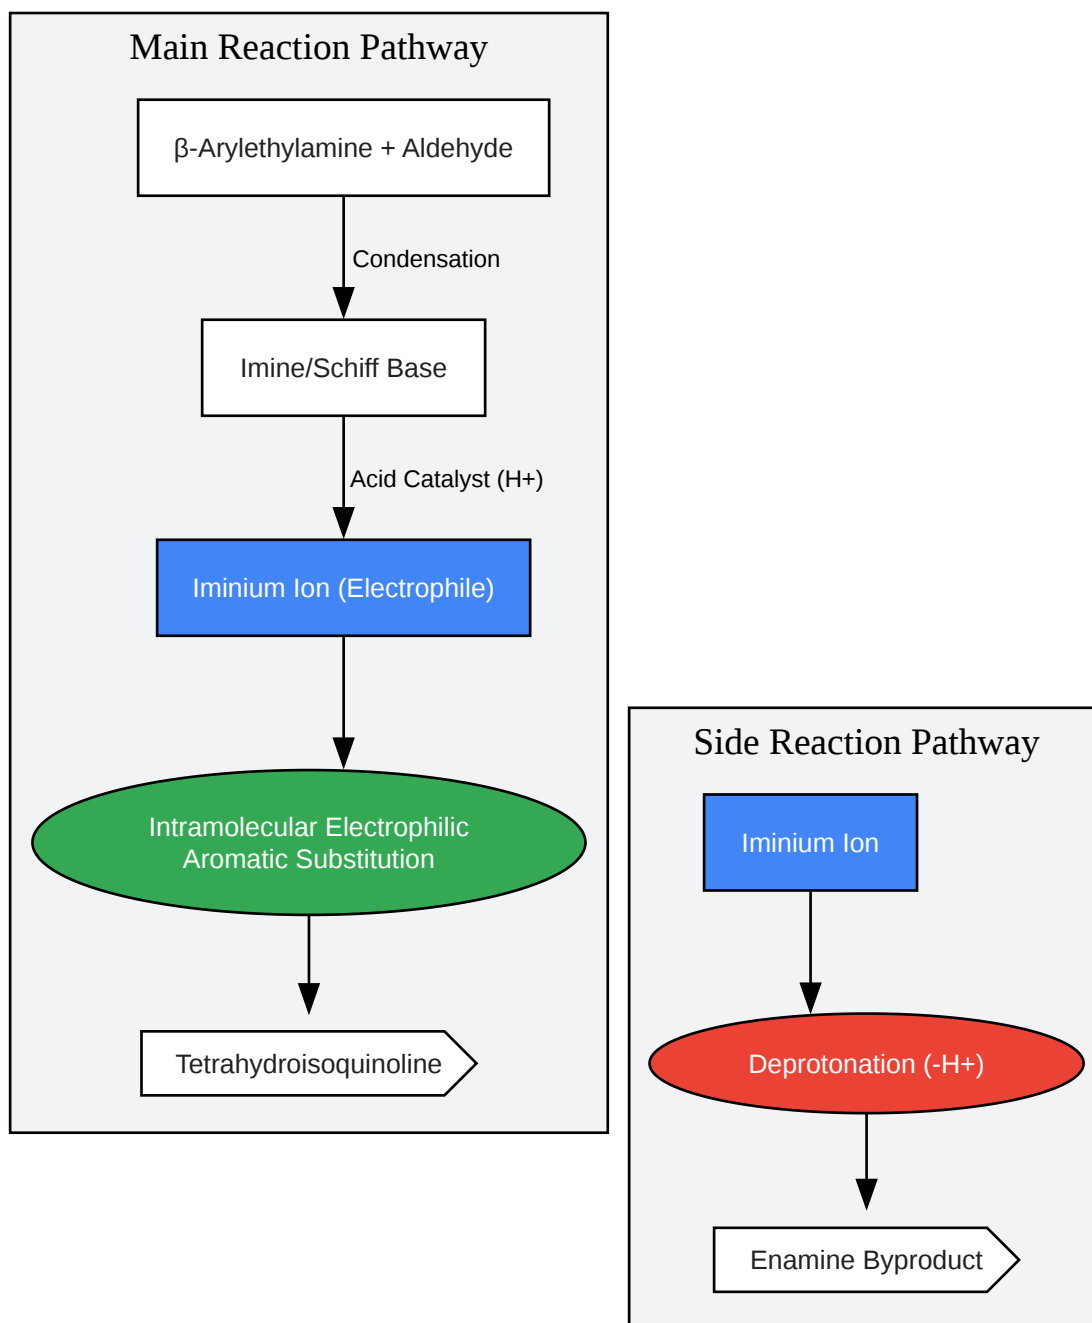 Main Reaction Pathway
β-Arylethylamine + Aldehyde
Condensation
Imine/Schiff Base
Acid Catalyst (H+)
Iminium Ion (Electrophile)
Intramolecular Electrophilic
Aromatic Substitution
Tetrahydroisoquinoline
Side Reaction Pathway
Iminium Ion
Deprotonation (-H+)
Enamine Byproduct